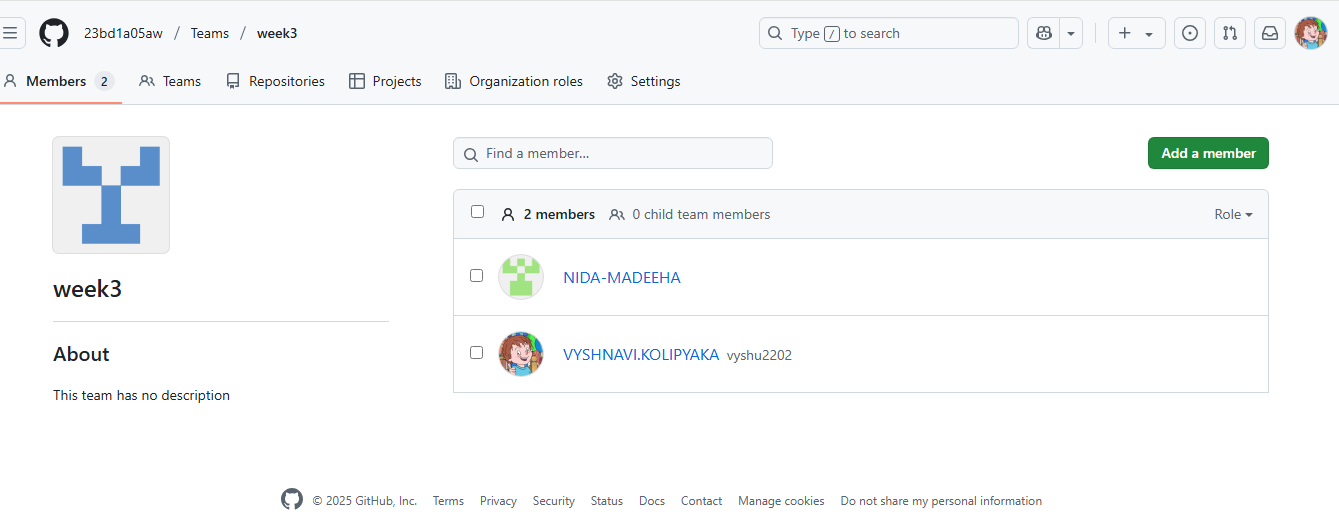 23bd1a05aw / Teams / week3
Type / to search
Members 2 Teams Repositories Projects Organization roles Settings
Find a member...
Add a member
2 members 0 child team members Role
NIDA-MADEEHA
VYSHNAVI.KOLIPYAKA vyshu2202
week3
About
This team has no description
© 2025 GitHub, Inc. Terms Privacy Security Status Docs Contact Manage cookies Do not share my personal information